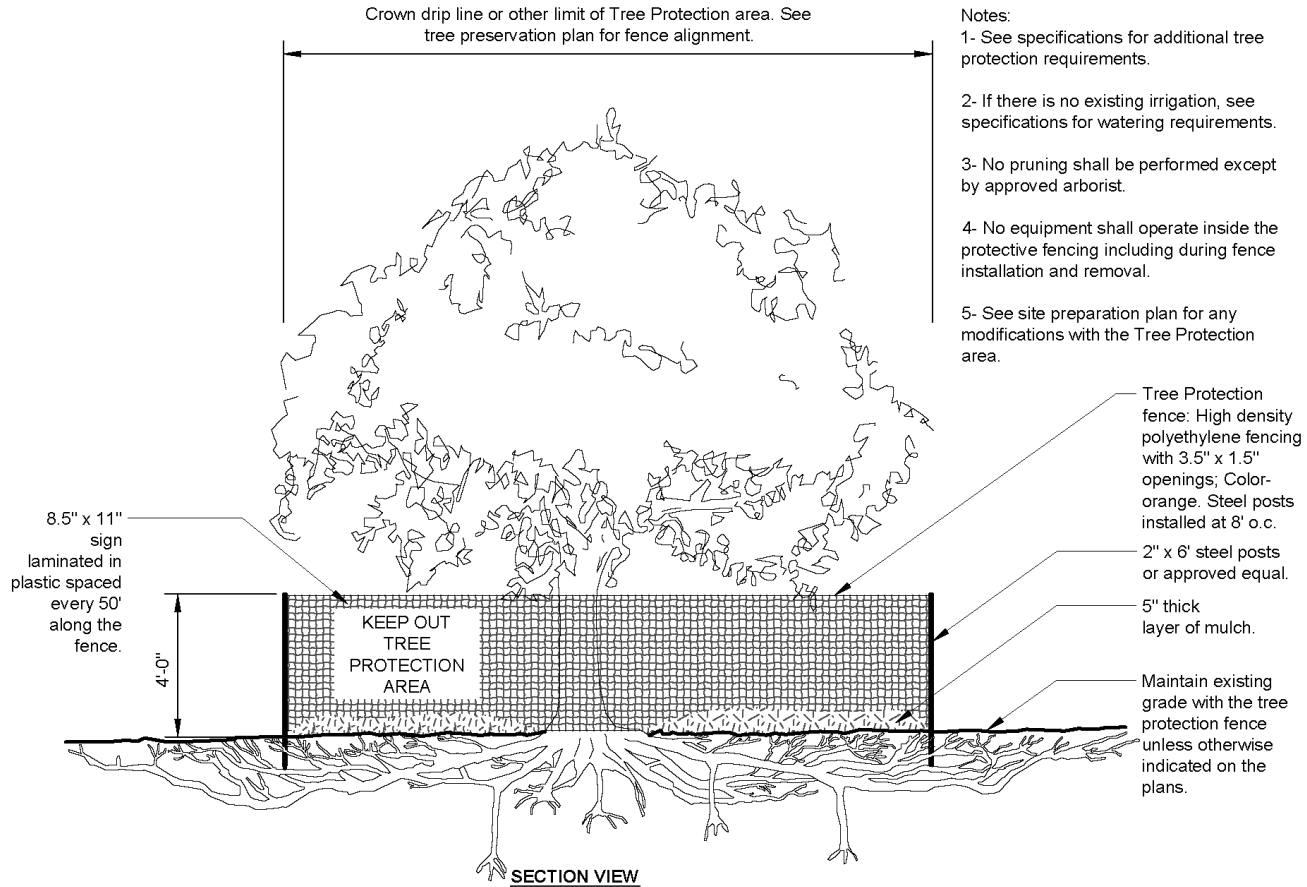 Crown drip line or other limit of Tree Protection area. See
tree preservation plan for fence alignment.
Notes:
1- See specifications for additional tree
protection requirements.
2- If there is no existing irrigation, see
specifications for watering requirements.
3- No pruning shall be performed except
by approved arborist.
4- No equipment shall operate inside the
protective fencing including during fence
installation and removal.
5- See site preparation plan for any
modifications with the Tree Protection
area.
Tree Protection
fence: High density
polyethylene fencing
with 3.5" x 1.5"
openings; Color-
orange. Steel posts
installed at 8' o.c.
2" x 6' steel posts
or approved equal.
5" thick
layer of mulch.
Maintain existing
grade with the tree
protection fence
unless otherwise
indicated on the
plans.
8.5" x 11"
sign
laminated in
plastic spaced
every 50'
along the
fence.
4'-0"
KEEP OUT
TREE
PROTECTION
AREA
SECTION VIEW